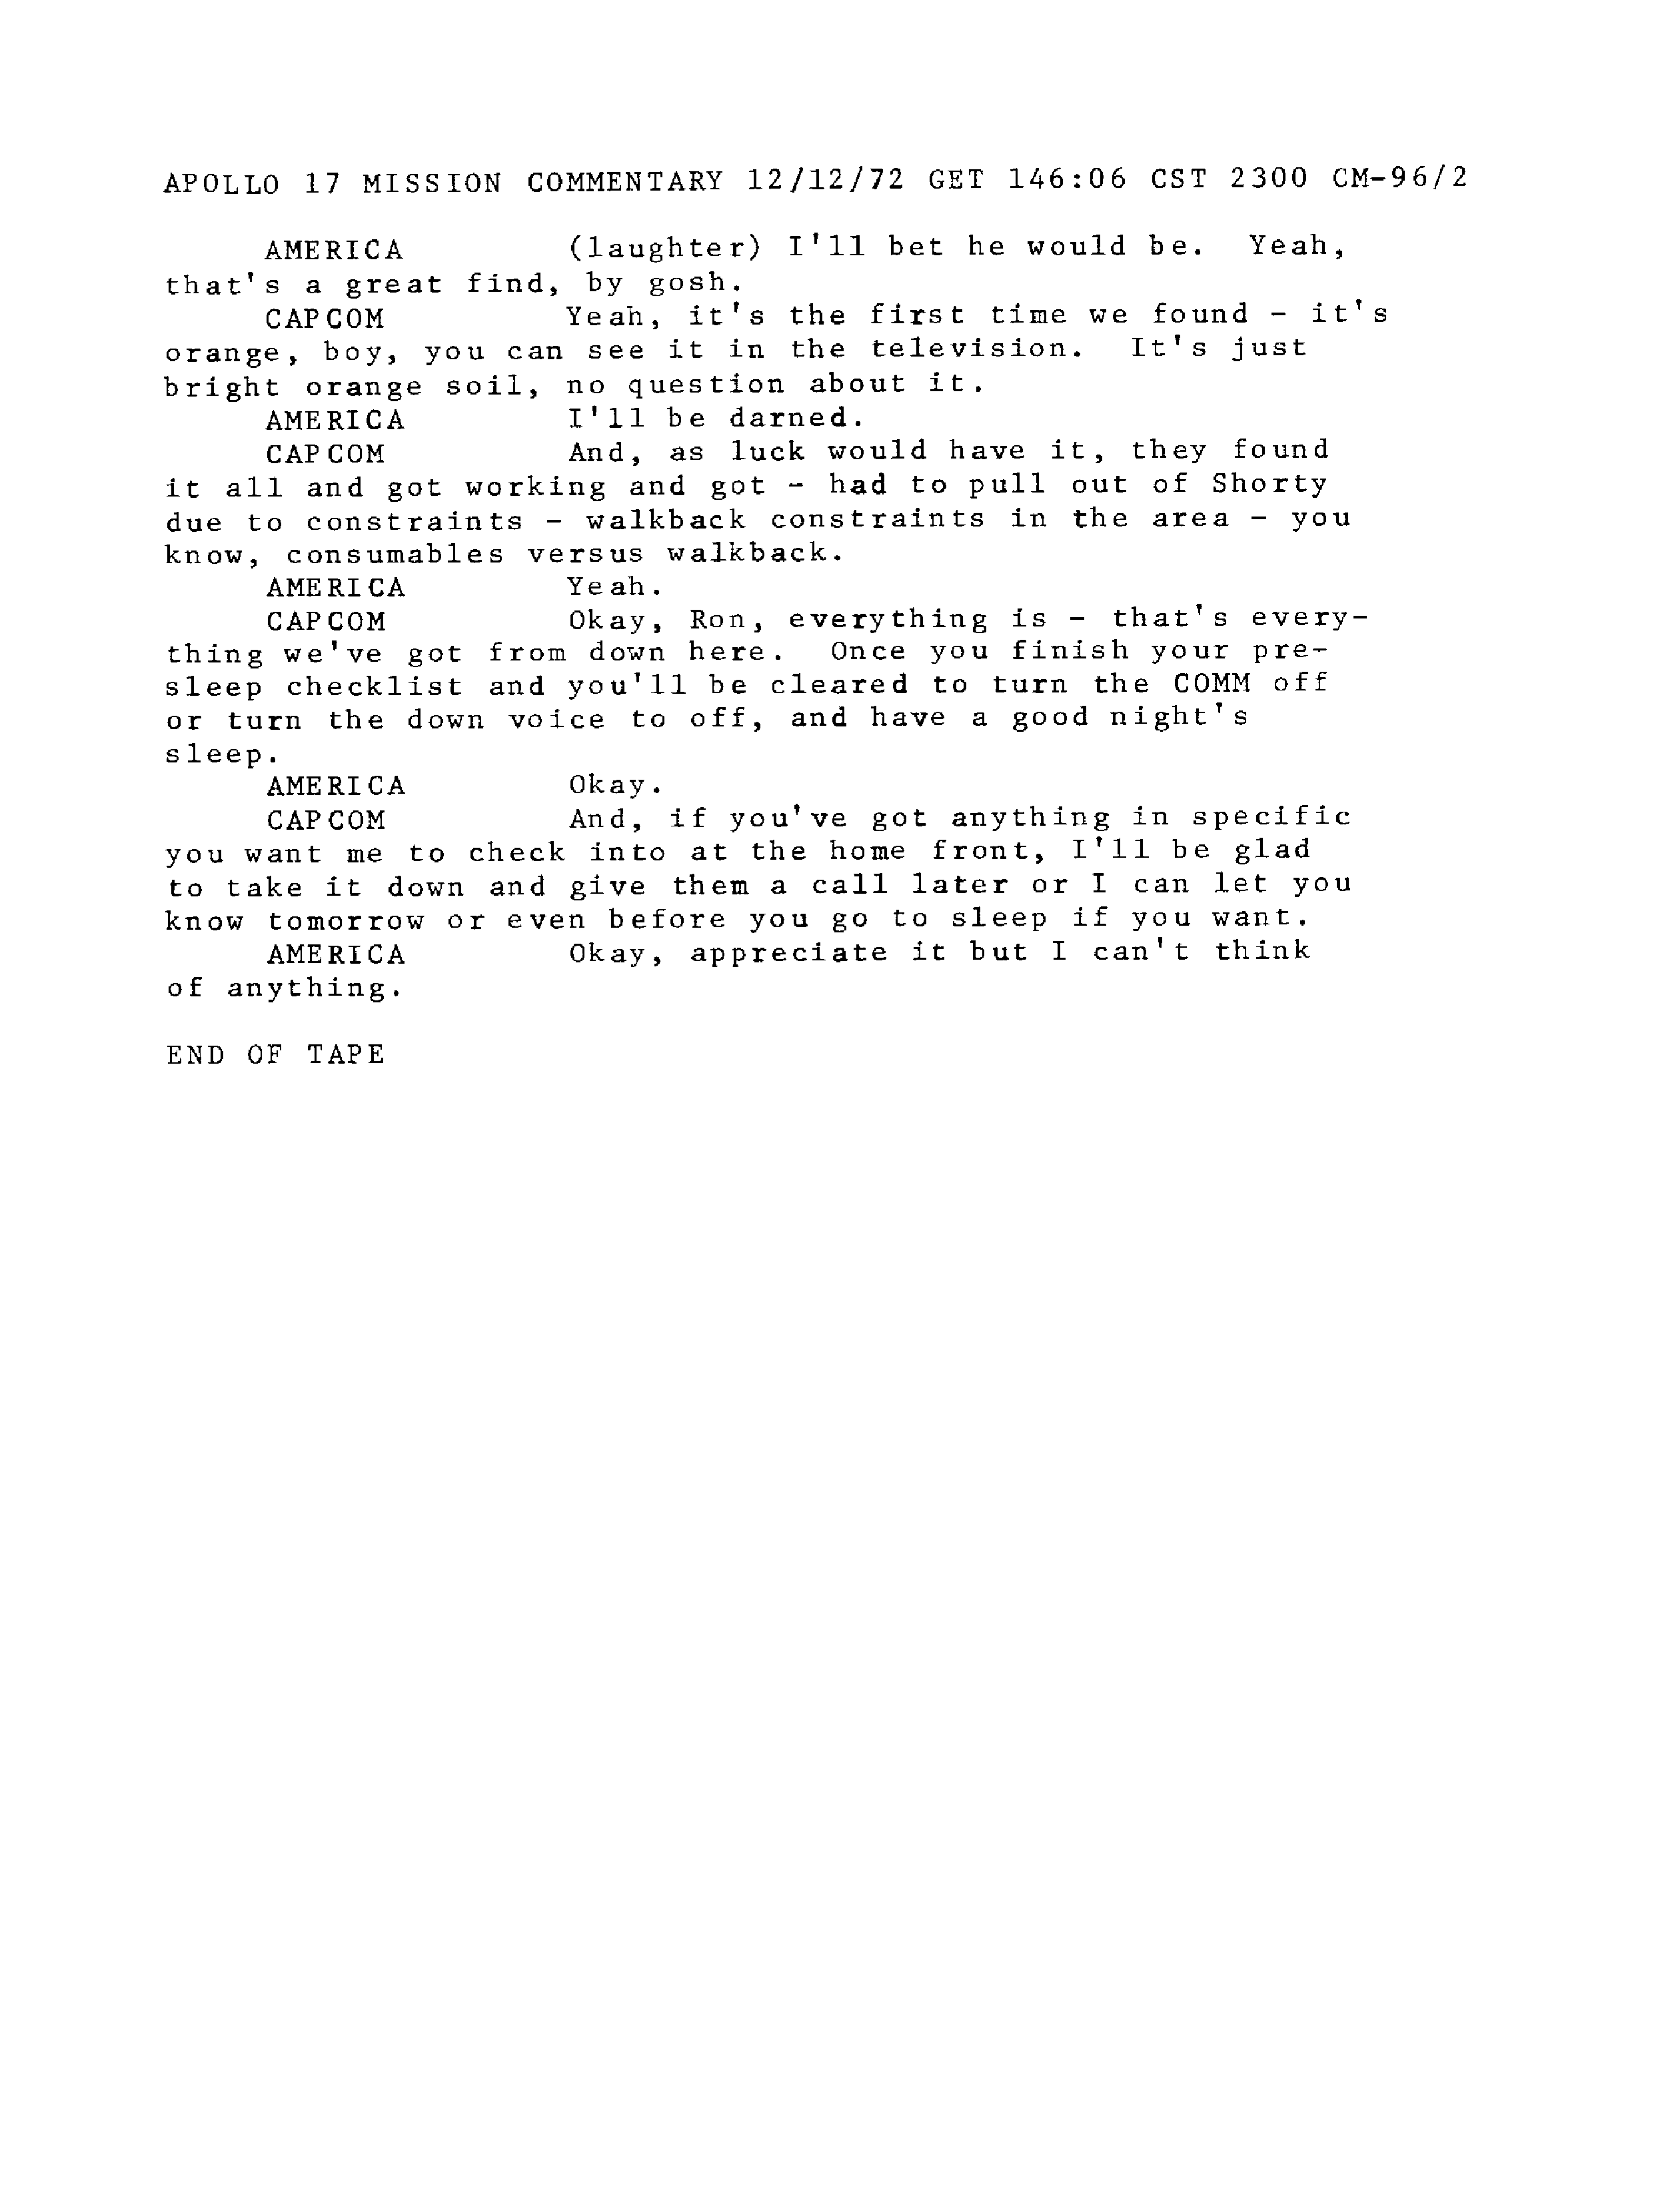 APOLLO 17 MISSION COMMENTARY 12/12/72 GET 146:06 CST 2300 CM-96/2
AMERICA (laughter) I'll bet he would be. Yeah,
that's a great find, by gosh.
CAPCOM Yeah, it's the first time we found - it's
orange, boy, you can see it in the television. It's just
bright orange soil, no question about it.
AMERICA I'll be darned.
CAPCOM And, as luck would have it, they found
it all and got working and got - had to pull out of Shorty
due to constraints - walkback constraints in the area - you
know, consumables versus walkback.
AMERICA Yeah.
CAPCOM Okay, Ron, everything is - that's every-
thing we've got from down here. Once you finish your pre-
sleep checklist and you'll be cleared to turn the COMM off
or turn the down voice to off, and have a good night's
sleep.
AMERICA Okay.
CAPCOM And, if you've got anything in specific
you want me to check into at the home front, I'll be glad
to take it down and give them a call later or I can let you
know tomorrow or even before you go to sleep if you want.
AMERICA Okay, appreciate it but I can't think
of anything.
END OF TAPE